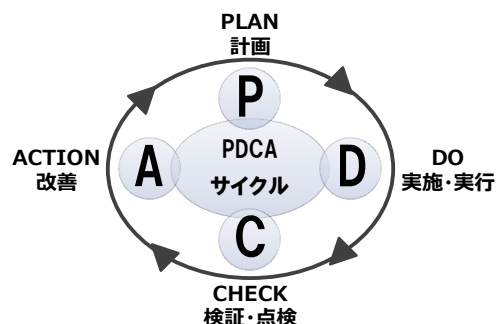 PLAN
計画
P
ACTION
改善
A
PDCA
サイクル
D
DO
実施・実行
C
CHECK
検証・点検